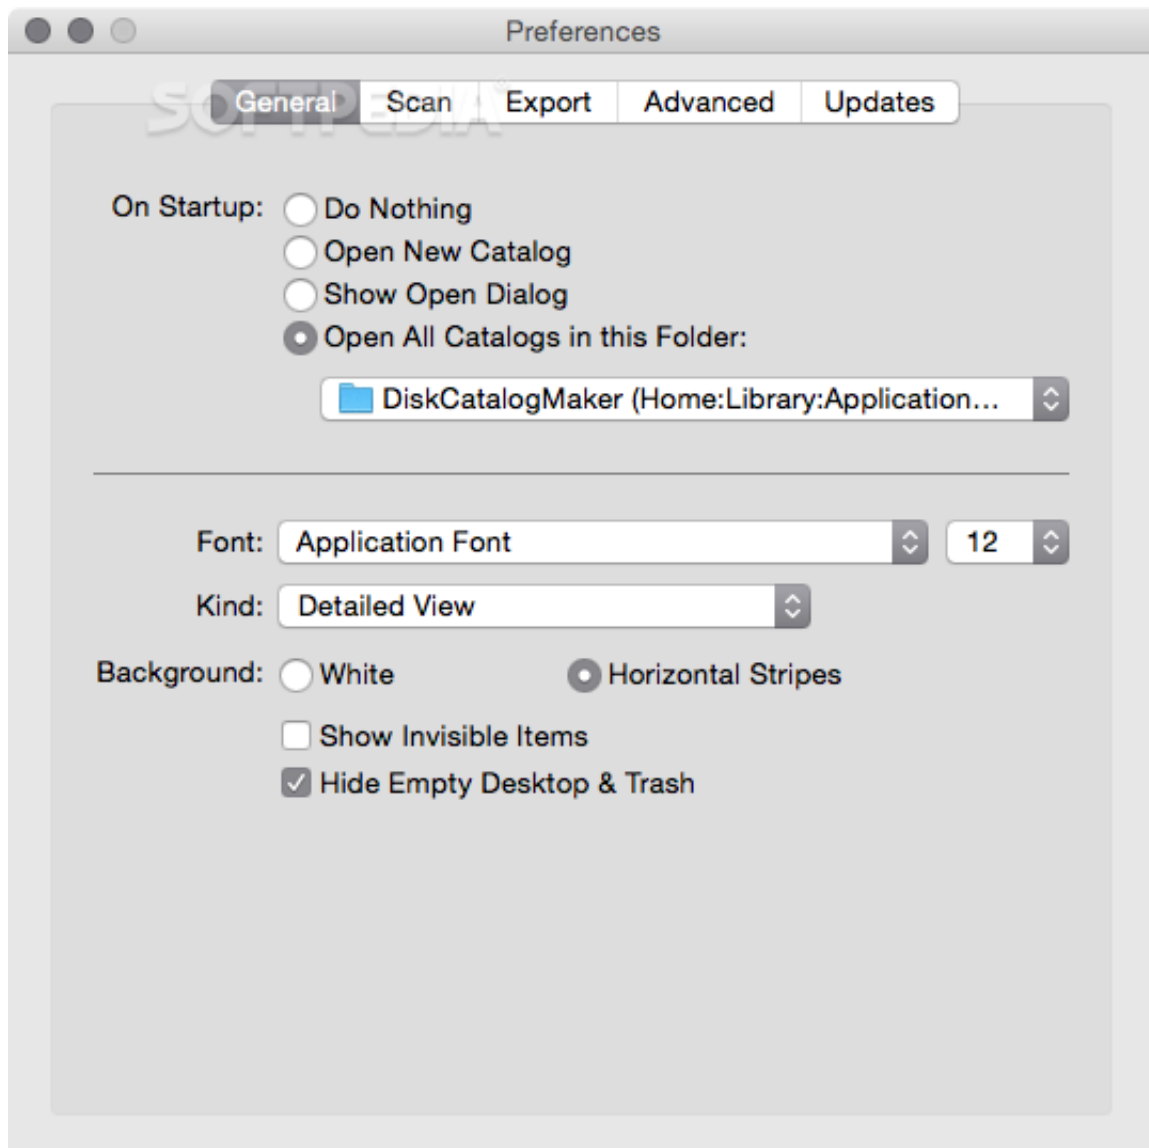 Preferences
SOFTPEDIA®
General Scan Export Advanced Updates
On Startup: Do Nothing
Open New Catalog
Show Open Dialog
Open All Catalogs in this Folder:
DiskCatalogMaker (Home:Library:Application...
Font: Application Font 12
Kind: Detailed View
Background: White Horizontal Stripes
Show Invisible Items
Hide Empty Desktop & Trash